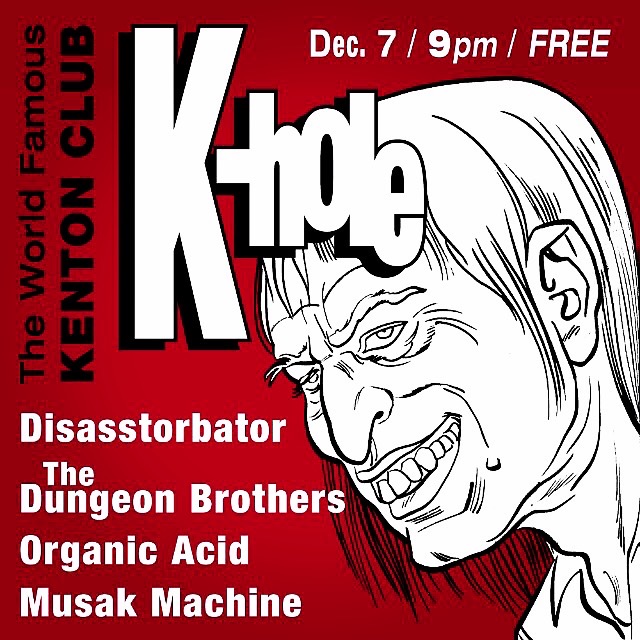 The World Famous
KENTON CLUB
Dec. 7 / 9pm / FREE
K-hole
Disasstorbator
The
Dungeon Brothers
Organic Acid
Musak Machine